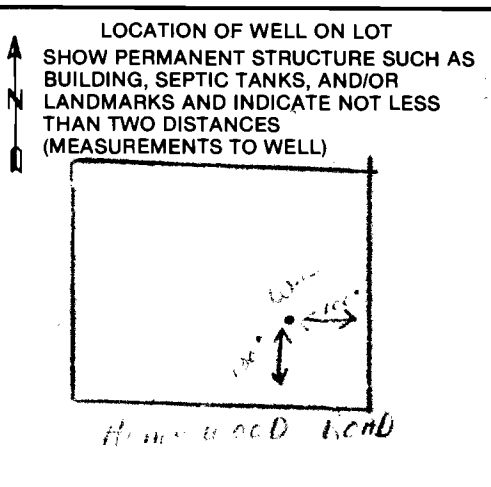 LOCATION OF WELL ON LOT
SHOW PERMANENT STRUCTURE SUCH AS
BUILDING, SEPTIC TANKS, AND/OR
N LANDMARKS AND INDICATE NOT LESS
THAN TWO DISTANCES
(MEASUREMENTS TO WELL)
ROAD